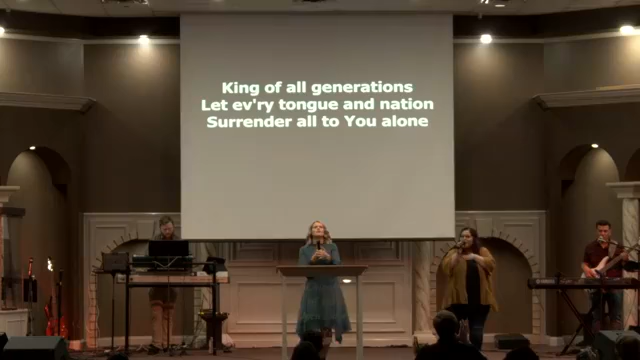 King of all generations
Let ev'ry tongue and nation
Surrender all to You alone